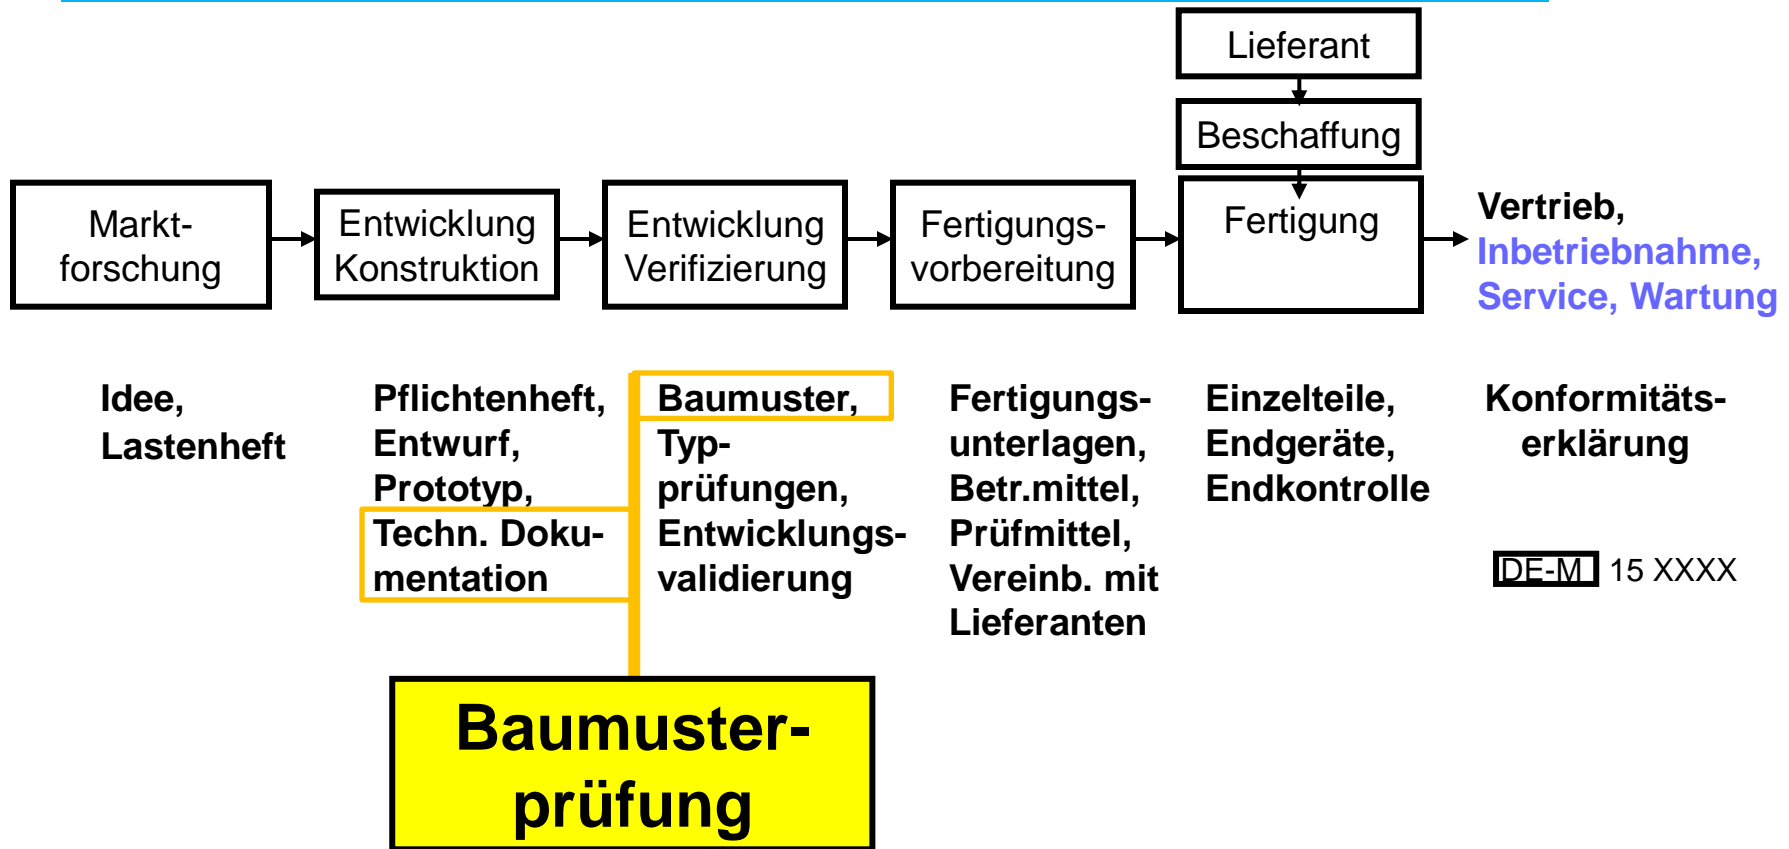 Lieferant
Beschaffung
Markt-
forschung
Entwicklung
Konstruktion
Entwicklung
Verifizierung
Fertigungs-
vorbereitung
Fertigung
Vertrieb,
Inbetriebnahme,
Service, Wartung
Idee,
Lastenheft
Pflichtenheft,
Entwurf,
Prototyp,
Techn. Doku-
mentation
Baumuster,
Typ-
prüfungen,
Entwicklungs-
validierung
Fertigungs-
unterlagen,
Betr.mittel,
Prüfmittel,
Vereinb. mit
Lieferanten
Einzelteile,
Endgeräte,
Endkontrolle
Konformitäts-
erklärung
DE-M 15 XXXX
Baumuster-
prüfung